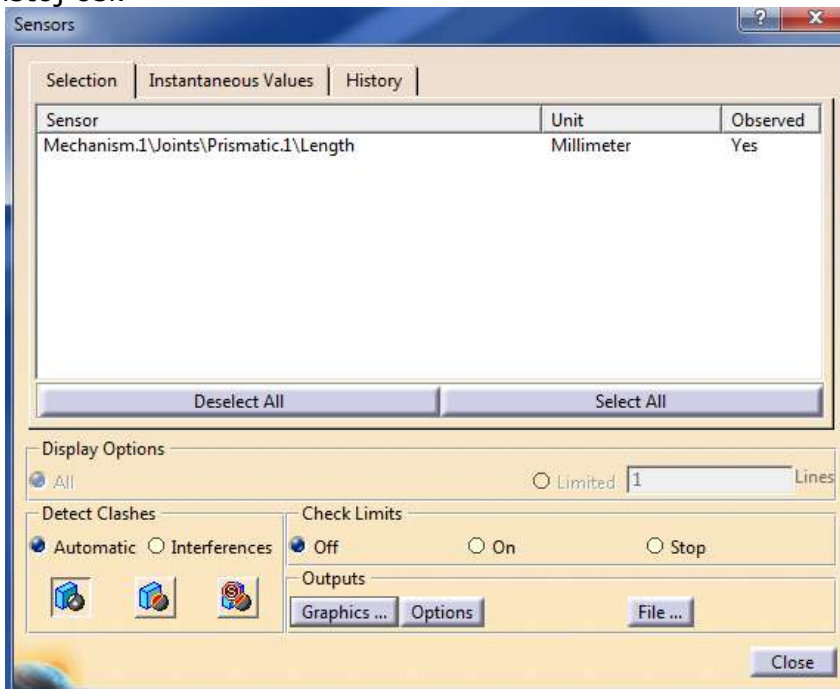 Sensors
Selection Instantaneous Values History
Sensor Unit Observed
Mechanism.1\Joints\Prismatic.1\Length Millimeter Yes
Deselect All Select All
Display Options
All Limited 1 Lines
Detect Clashes Check Limits
Automatic Interferences Off On Stop
Outputs
Graphics ... Options File ...
Close